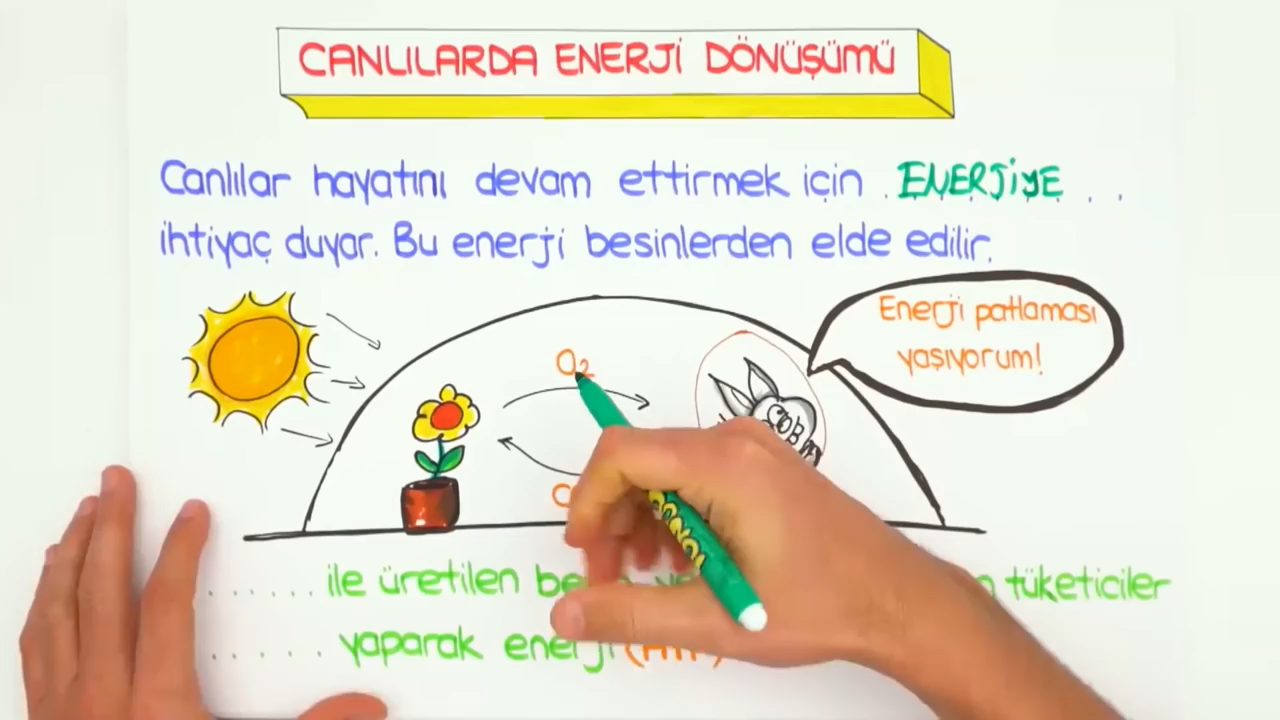 CANLILARDA ENERJİ DÖNÜŞÜMÜ
Canlılar hayatını devam ettirmek için . ENERJİYE . .
ihtiyaç duyar. Bu enerji besinlerden elde edilir.
Enerji patlaması
yaşıyorum!
O2
...... ile üretilen tüketiciler
..... yaparak enerji